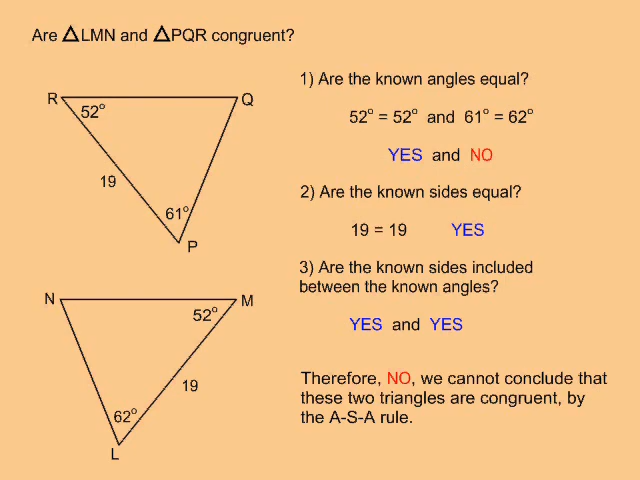 Are △LMN and △PQR congruent?
R
Q
52°
19
61°
P
N
M
52°
19
62°
L
1) Are the known angles equal?
52° = 52° and 61° = 62°
YES and NO
2) Are the known sides equal?
19 = 19 YES
3) Are the known sides included
between the known angles?
YES and YES
Therefore, NO, we cannot conclude that
these two triangles are congruent, by
the A-S-A rule.